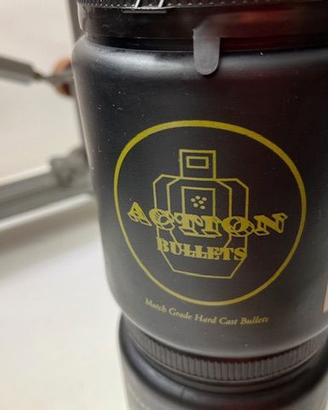 ACTION
BULLETS
Match Grade Hard Cast Bullets